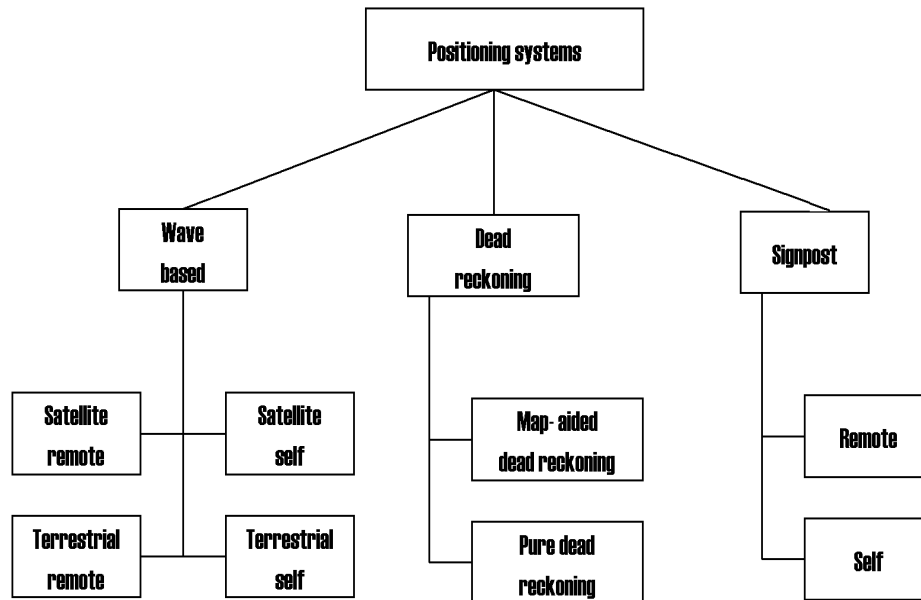 Positioning systems
Wave
based
Dead
reckoning
Signpost
Satellite
remote
Satellite
self
Map- aided
dead reckoning
Remote
Terrestrial
remote
Terrestrial
self
Pure dead
reckoning
Self